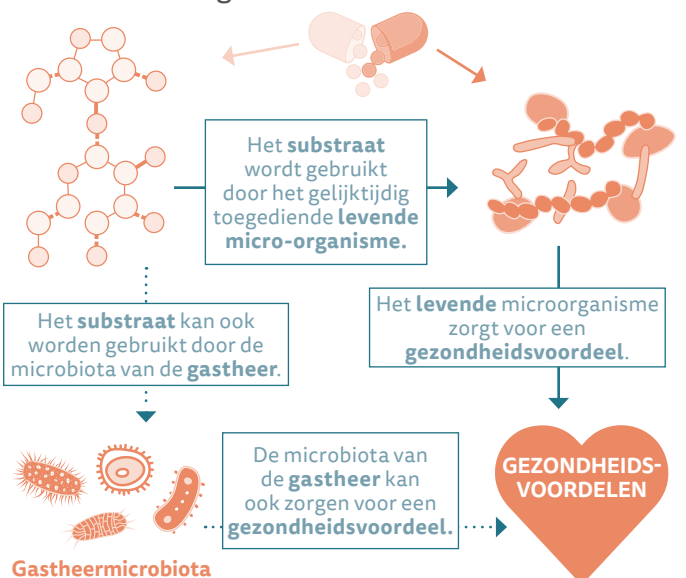 Het substraat
wordt gebruikt
door het gelijktijdig
toegediende levende
micro-organisme.
Het substraat kan ook
worden gebruikt door de
microbiota van de gastheer.
Het levende microorganisme
zorgt voor een
gezondheidsvoordeel.
De microbiota van
de gastheer kan
ook zorgen voor een
gezondheidsvoordeel.
GEZONDHEIDS-
VOORDELEN
Gastheermicrobiota